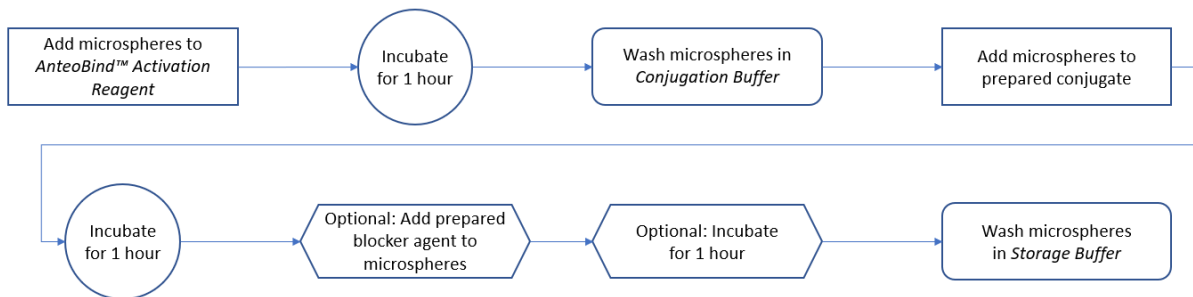 Add microspheres to
AnteoBind™ Activation
Reagent
Incubate
for 1 hour
Wash microspheres in
Conjugation Buffer
Add microspheres to
prepared conjugate
Incubate
for 1 hour
Optional: Add prepared
blocker agent to
microspheres
Optional: Incubate
for 1 hour
Wash microspheres
in Storage Buffer